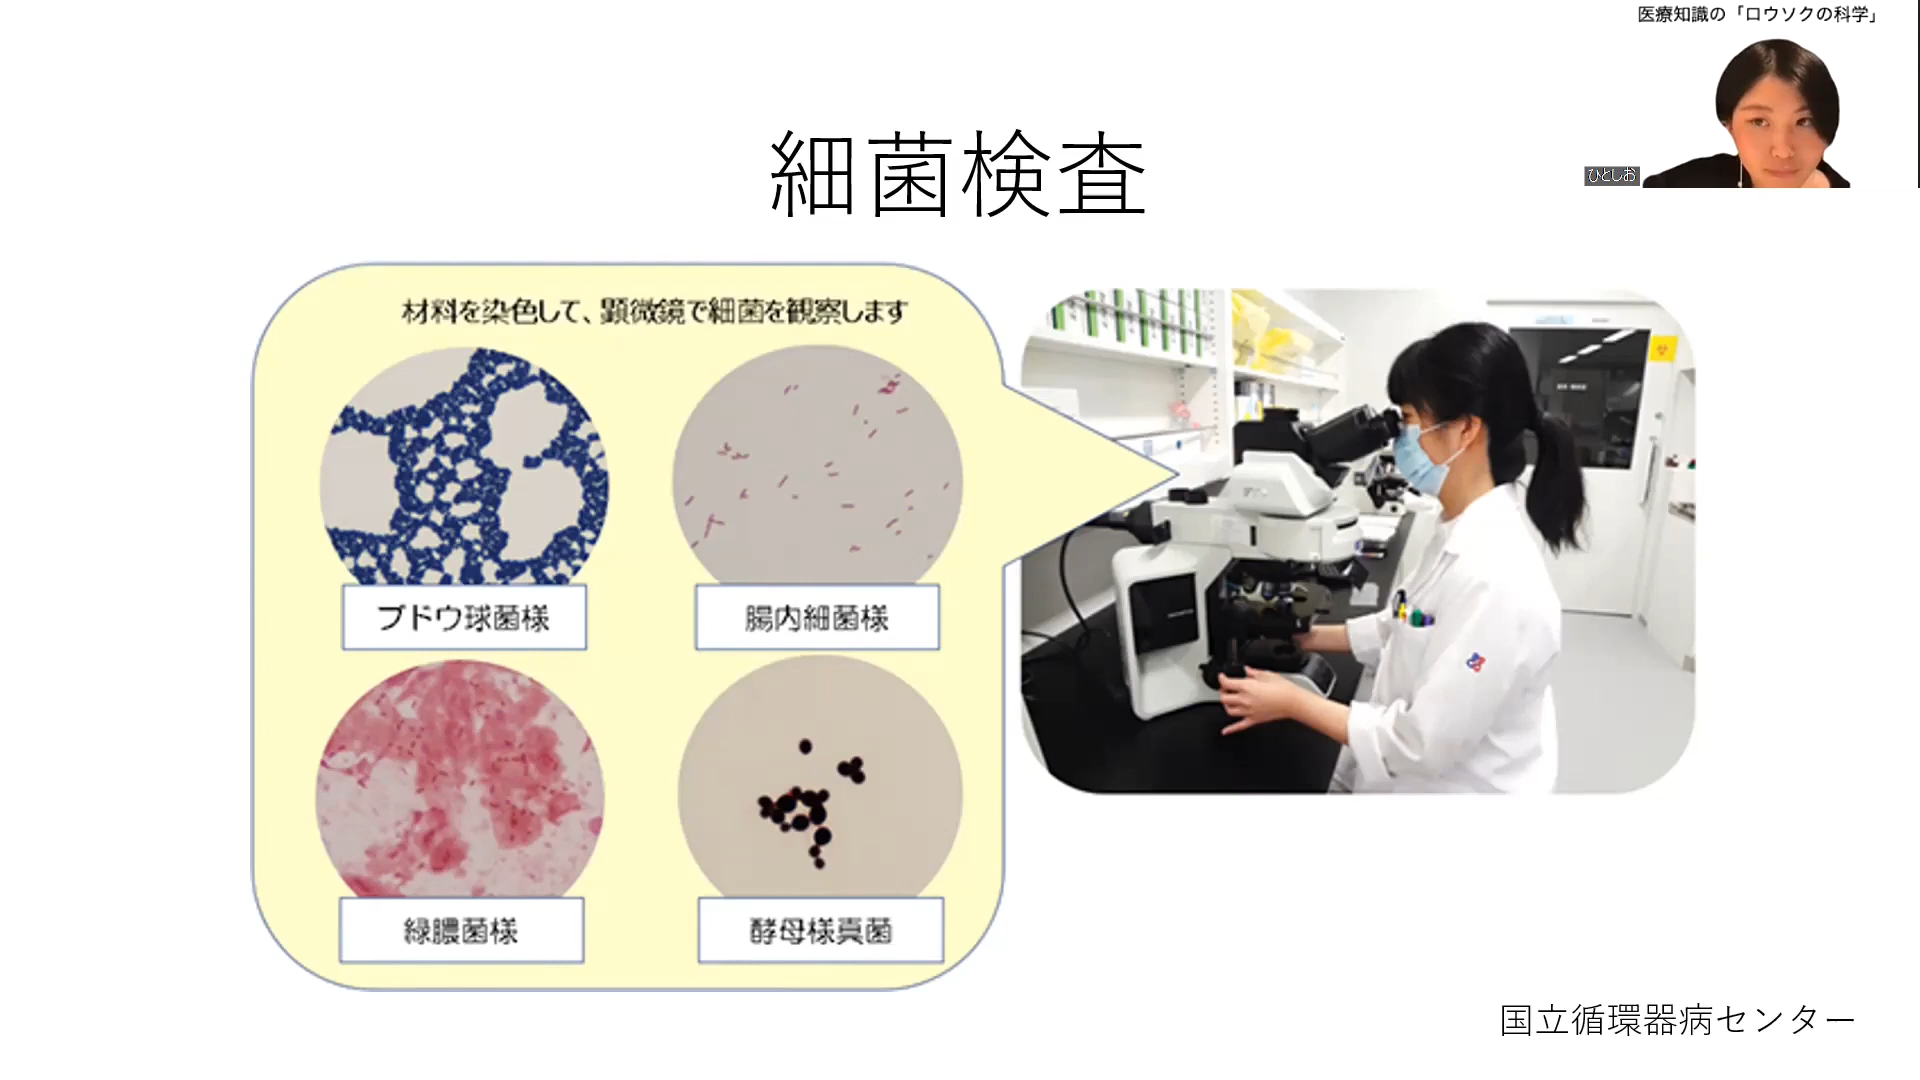 医療知識の「ロウソクの科学」
ひとしお
細菌検査
材料を染色して、顕微鏡で細菌を観察します
ブドウ球菌様
腸内細菌様
緑膿菌様
酵母様真菌
国立循環器病センター